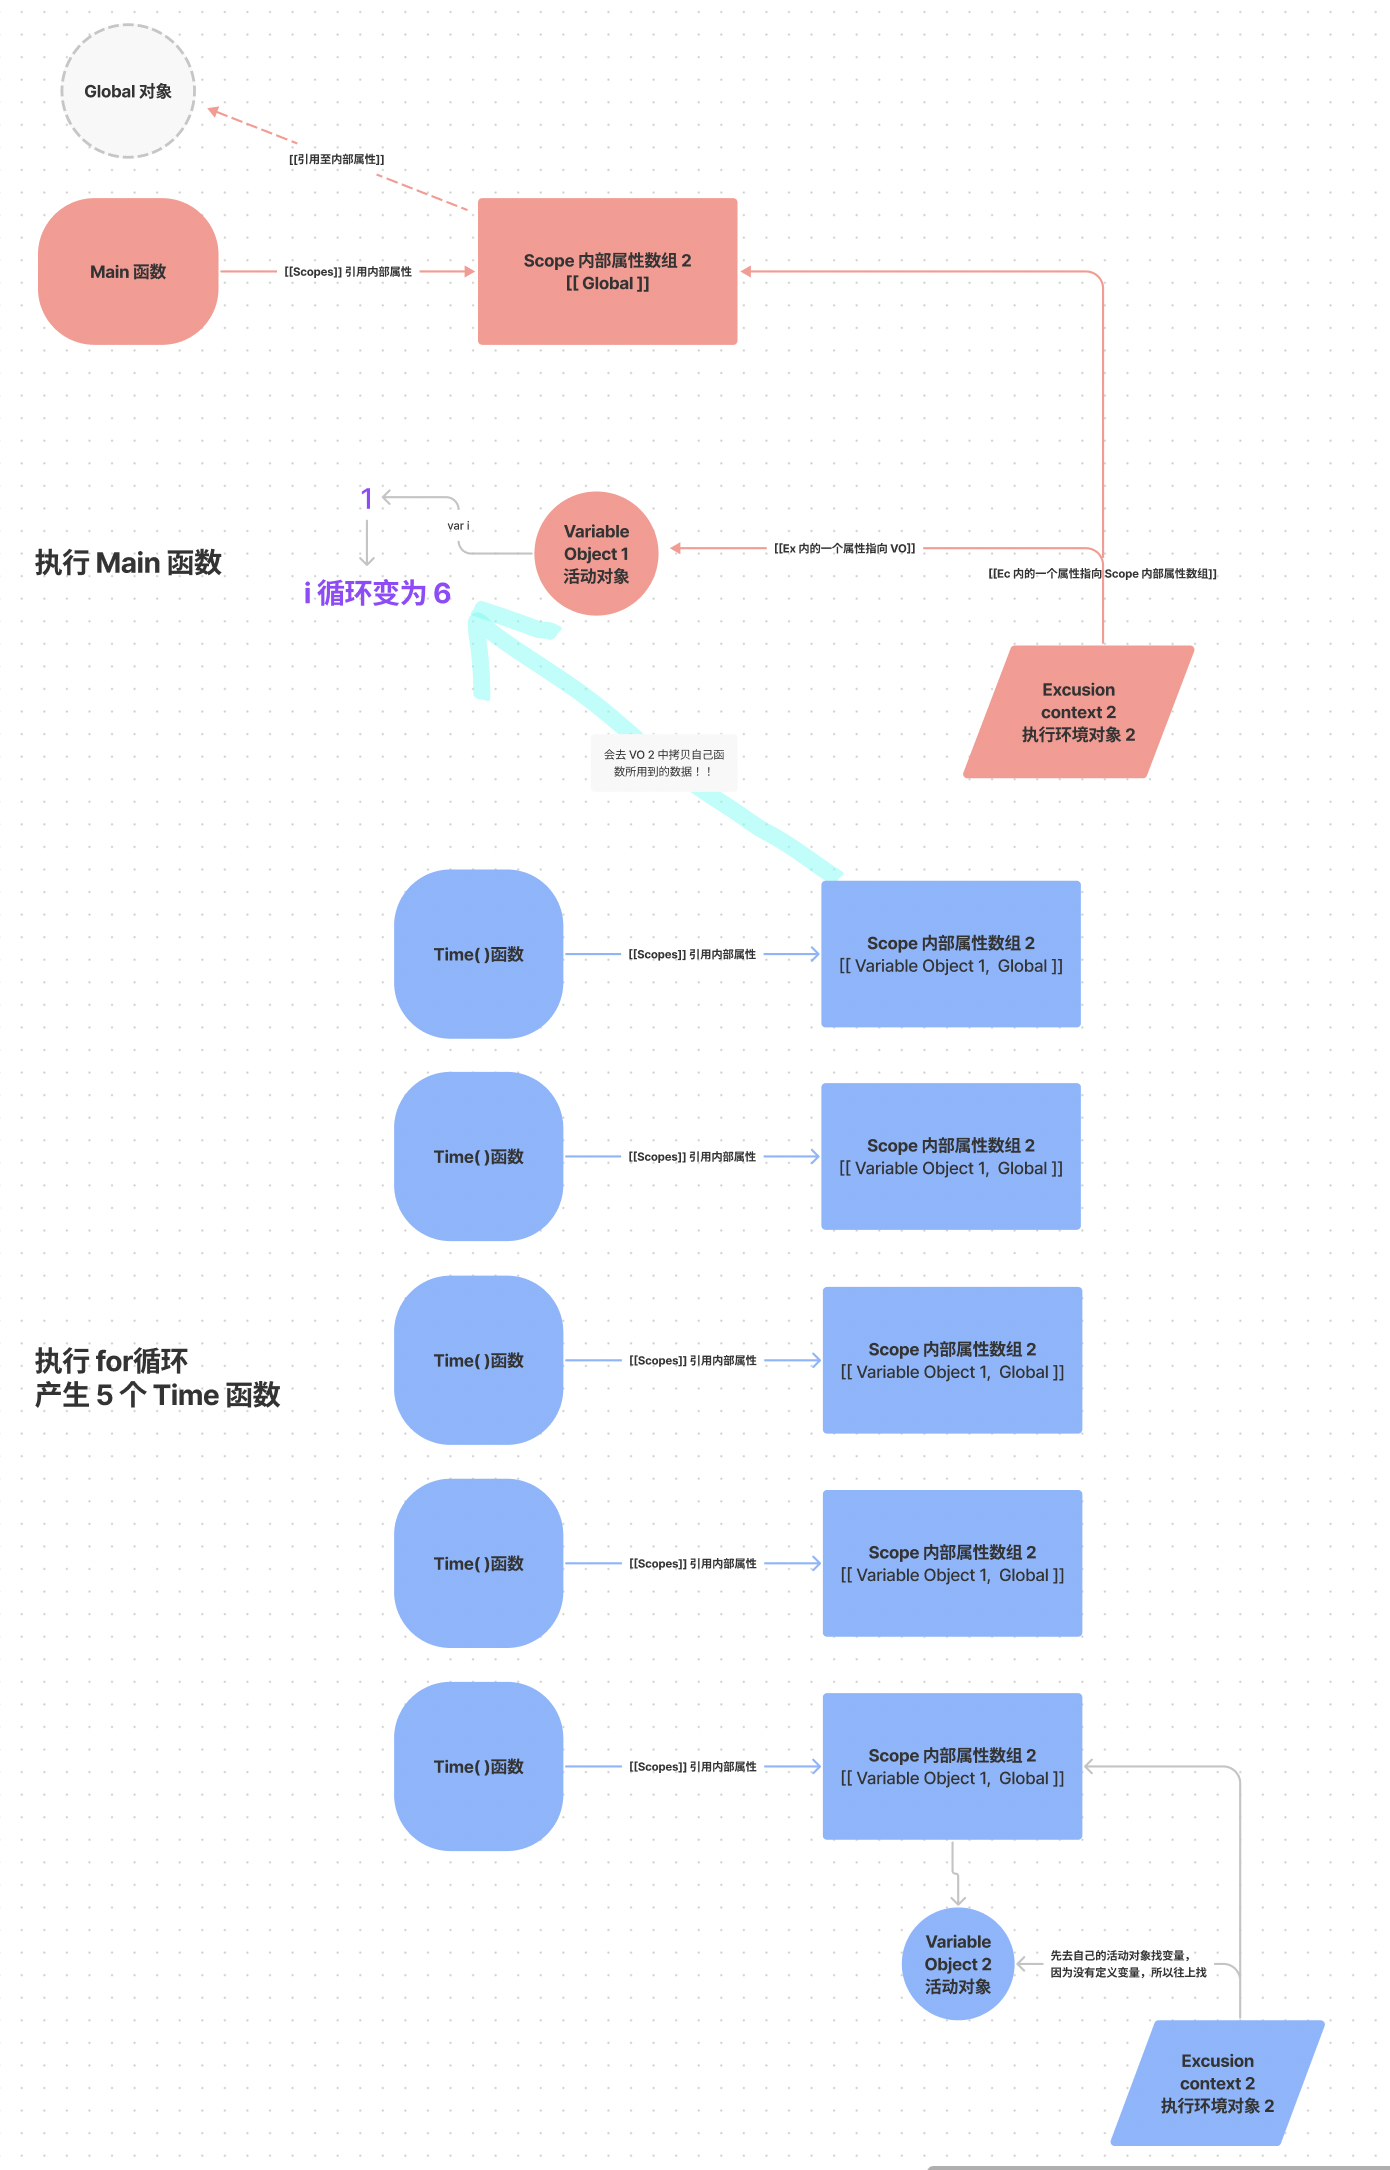 Global 对象
[[引用至内部属性]]
Main 函数
[[Scopes]] 引用内部属性
Scope 内部属性数组 2
[[ Global ]]
执行 Main 函数
1
var i
i 循环变为 6
Variable
Object 1
活动对象
[[Ex 内的一个属性指向 VO]]
[[Ec 内的一个属性指向 Scope 内部属性数组]]
Excusion
context 2
执行环境对象 2
会去 VO 2 中拷贝自己函
数所用到的数据！！
Time( )函数
[[Scopes]] 引用内部属性
Scope 内部属性数组 2
[[ Variable Object 1,  Global ]]
Time( )函数
[[Scopes]] 引用内部属性
Scope 内部属性数组 2
[[ Variable Object 1,  Global ]]
执行 for循环
产生 5 个 Time 函数
Time( )函数
[[Scopes]] 引用内部属性
Scope 内部属性数组 2
[[ Variable Object 1,  Global ]]
Time( )函数
[[Scopes]] 引用内部属性
Scope 内部属性数组 2
[[ Variable Object 1,  Global ]]
Time( )函数
[[Scopes]] 引用内部属性
Scope 内部属性数组 2
[[ Variable Object 1,  Global ]]
Variable
Object 2
活动对象
先去自己的活动对象找变量，
因为没有定义变量，所以往上找
Excusion
context 2
执行环境对象 2